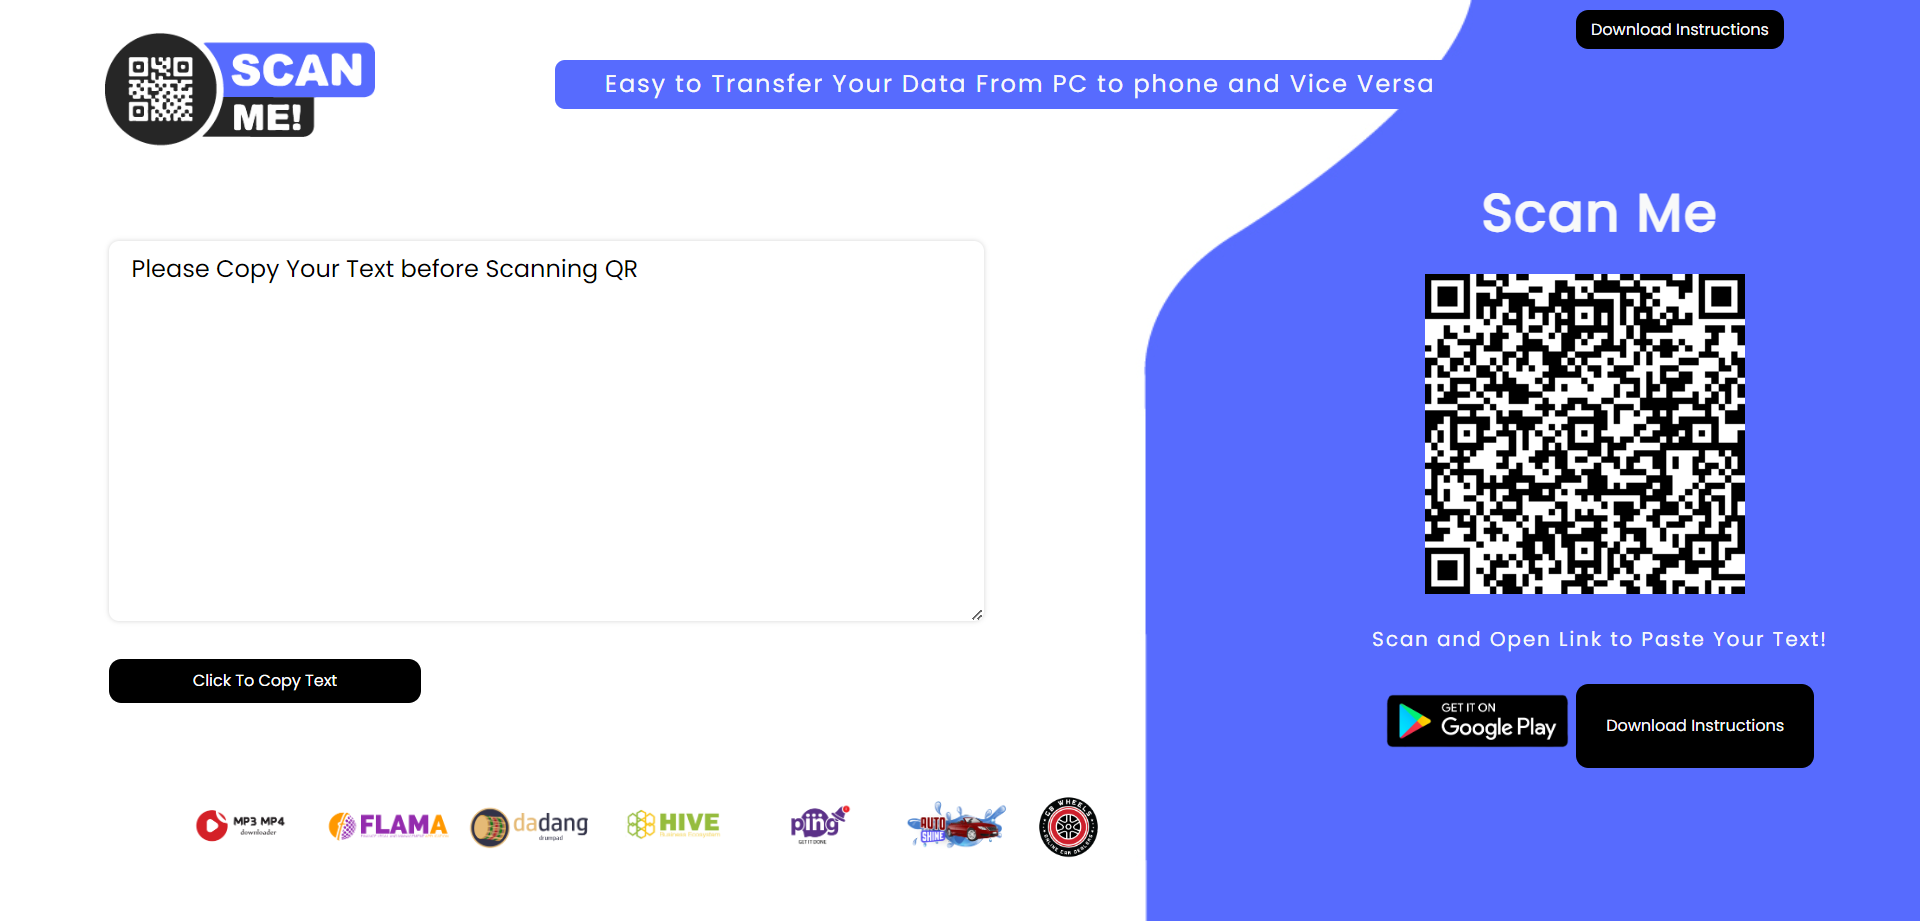 SCAN
ME!
Easy to Transfer Your Data From PC to phone and Vice Versa
Download Instructions
Please Copy Your Text before Scanning QR
Click To Copy Text
Scan Me
Scan and Open Link to Paste Your Text!
GET IT ON
Google Play
Download Instructions
MP3 MP4
downloader
FLAMA
dadang
drumpad
HIVE
ping
GET IT DONE
AUTO
SHINE
CB WHEELS
ONLINE CAR DEALERS